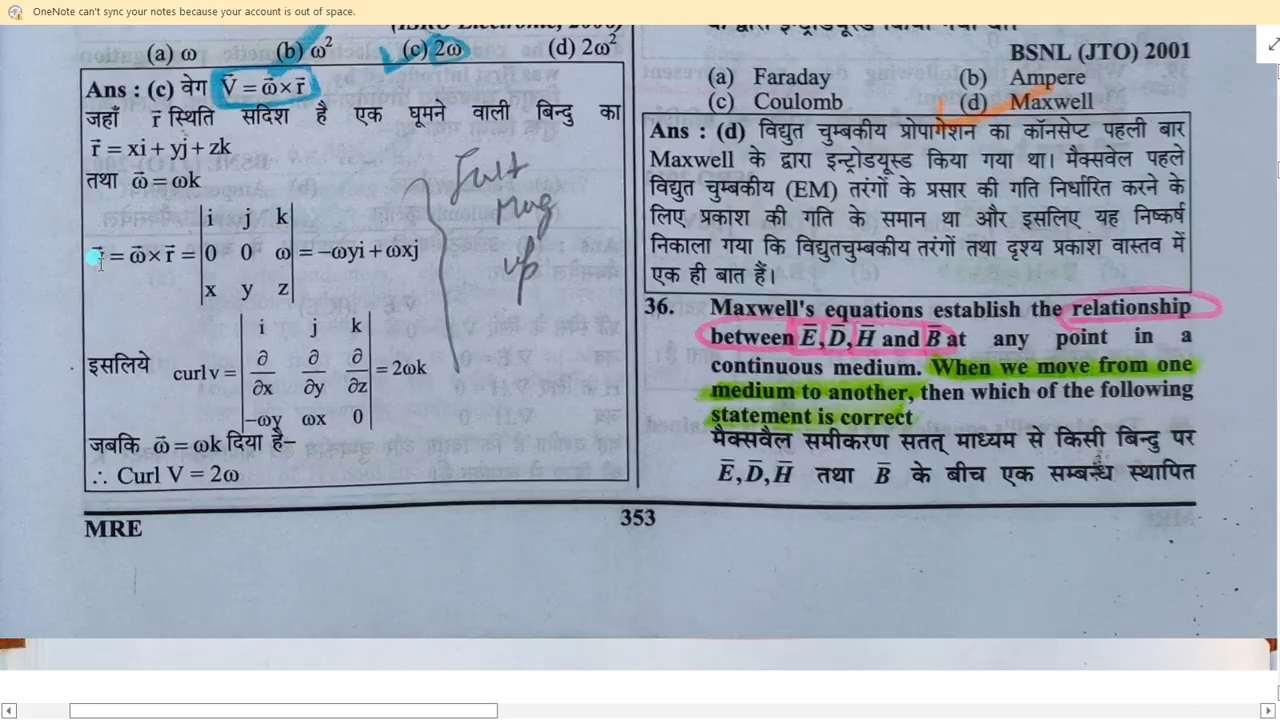 OneNote can't sync your notes because your account is out of space.
(a) ω (b) ω² (c) 2ω (d) 2ω²
Ans : (c) वेग V⃗ = ω⃗ × r⃗
जहाँ r⃗ स्थिति सदिश है एक घूमने वाली बिन्दु का
r⃗ = xi + yj + zk
तथा ω⃗ = ωk
i j k
= ω⃗ × r⃗ = 0 0 ω = −ωyi + ωxj
x y z
i j k
इसलिये curl v = ∂/∂x ∂/∂y ∂/∂z = 2ωk
−ωy ωx 0
जबकि ω⃗ = ωk दिया है−
∴ Curl V = 2ω
up
BSNL (JTO) 2001
(a) Faraday (b) Ampere
(c) Coulomb (d) Maxwell
Ans : (d) विद्युत चुम्बकीय प्रोपागेशन का कॉनसेप्ट पहली बार
Maxwell के द्वारा इन्ट्रोडयूस्ड किया गया था। मैक्सवेल पहले
विद्युत चुम्बकीय (EM) तरंगों के प्रसार की गति निर्धारित करने के
लिए प्रकाश की गति के समान था और इसलिए यह निष्कर्ष
निकाला गया कि विद्युतचुम्बकीय तरंगों तथा दृश्य प्रकाश वास्तव में
एक ही बात हैं।
36. Maxwell's equations establish the relationship
between E̅, D̅, H̅ and B̅ at any point in a
continuous medium. When we move from one
medium to another, then which of the following
statement is correct
मैक्सवैल समीकरण सतत् माध्यम से किसी बिन्दु पर
E̅, D̅, H̅ तथा B̅ के बीच एक सम्बन्ध स्थापित
MRE 353